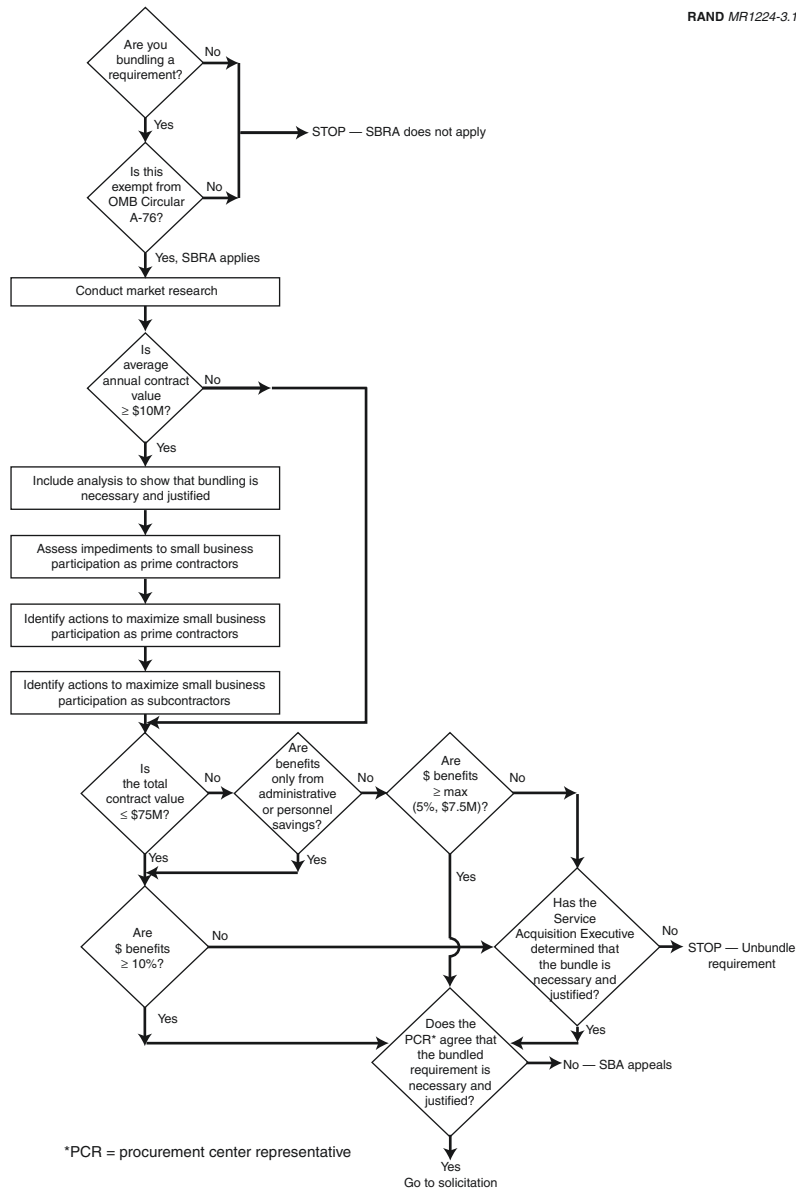 RAND MR1224-3.1
Are you
bundling a
requirement?
No
Yes
STOP — SBRA does not apply
Is this
exempt from
OMB Circular
A-76?
No
Yes, SBRA applies
Conduct market research
Is
average
annual contract
value
≥ $10M?
No
Yes
Include analysis to show that bundling is
necessary and justified
Assess impediments to small business
participation as prime contractors
Identify actions to maximize small business
participation as prime contractors
Identify actions to maximize small business
participation as subcontractors
Is
the total
contract value
≤ $75M?
No
Yes
Are
benefits
only from
administrative
or personnel
savings?
No
Yes
Are
$ benefits
≥ max
(5%, $7.5M)?
No
Yes
Are
$ benefits
≥ 10%?
No
Yes
Has the
Service
Acquisition Executive
determined that
the bundle is
necessary and
justified?
No
STOP — Unbundle
requirement
Yes
Does the
PCR* agree that
the bundled
requirement is
necessary and
justified?
No — SBA appeals
Yes
Go to solicitation
*PCR = procurement center representative